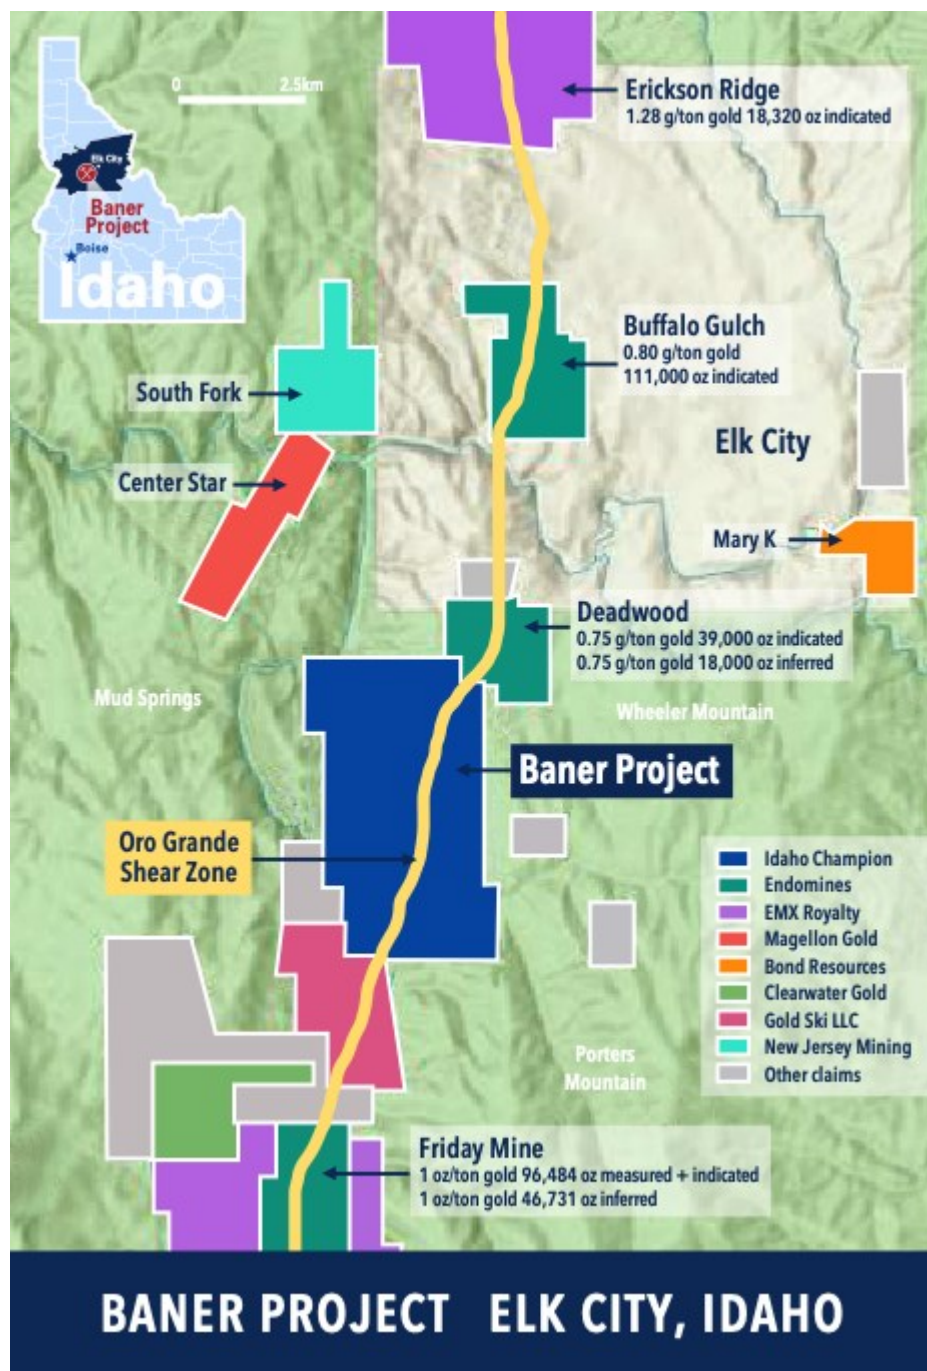 0 2.5km
Elk City
Baner
Project
Boise
Idaho
Erickson Ridge
1.28 g/ton gold 18,320 oz indicated
Buffalo Gulch
0.80 g/ton gold
111,000 oz indicated
South Fork
Elk City
Center Star
Mary K
Deadwood
0.75 g/ton gold 39,000 oz indicated
0.75 g/ton gold 18,000 oz inferred
Mud Springs
Wheeler Mountain
Baner Project
Oro Grande
Shear Zone
Idaho Champion
Endomines
EMX Royalty
Magellon Gold
Bond Resources
Clearwater Gold
Gold Ski LLC
New Jersey Mining
Other claims
Porters
Mountain
Friday Mine
1 oz/ton gold 96,484 oz measured + indicated
1 oz/ton gold 46,731 oz inferred
BANER PROJECT ELK CITY, IDAHO